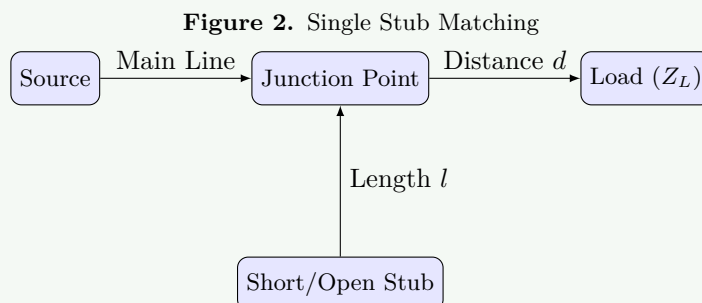 Figure 2. Single Stub Matching
Main Line
Distance d
Source
Junction Point
Load (Z_L)
Length l
Short/Open Stub